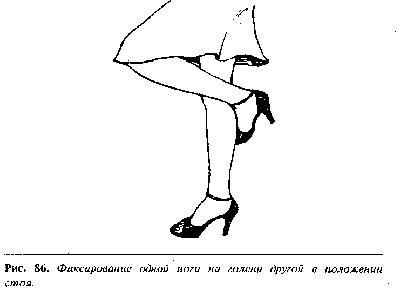 Рис. 86. Фиксирование одной ноги на голени другой в положении
стоя.